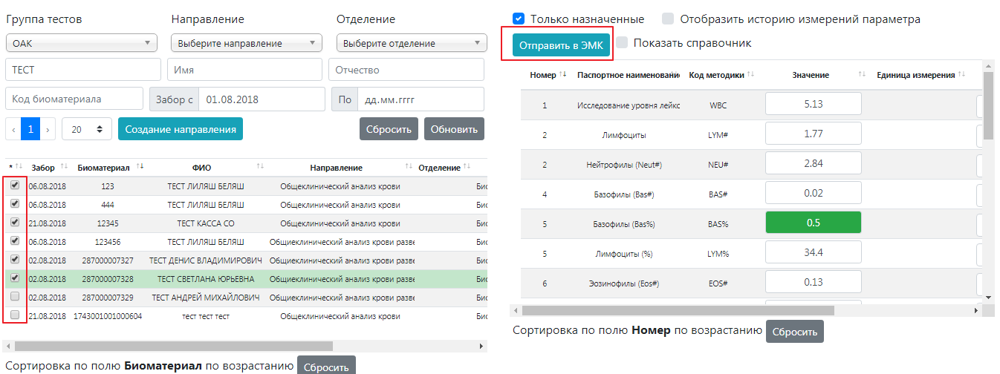 Группа тестов Направление Отделение
ОАК Выберите направление Выберите отделение
ТЕСТ Имя Отчество
Код биоматериала Забор с 01.08.2018 По дд.мм.гггг
‹ 1 › 20 Создание направления Сбросить Обновить
* Забор Биоматериал ФИО Направление Отделение
06.08.2018 123 ТЕСТ ЛИЛЯШ БЕЛЯШ Общеклинический анализ крови Био
06.08.2018 444 ТЕСТ ЛИЛЯШ БЕЛЯШ Общеклинический анализ крови Био
21.08.2018 12345 ТЕСТ КАССА СО Общеклинический анализ крови Био
06.08.2018 123456 ТЕСТ ЛИЛЯШ БЕЛЯШ Общиеклинический анализ крови разве Био
02.08.2018 287000007327 ТЕСТ ДЕНИС ВЛАДИМИРОВИЧ Общиеклинический анализ крови разве Био
02.08.2018 287000007328 ТЕСТ СВЕТЛАНА ЮРЬЕВНА Общиеклинический анализ крови разве Био
02.08.2018 287000007329 ТЕСТ АНДРЕЙ МИХАЙЛОВИЧ Общиеклинический анализ крови разве Био
21.08.2018 1743001001000604 тест тест тест Общеклинический анализ крови Био
Сортировка по полю Биоматериал по возрастанию Сбросить
Только назначенные Отобразить историю измерений параметра
Отправить в ЭМК Показать справочник
Номер Паспортное наименование Код методики Значение Единица измерения
1 Исследование уровня лейкс WBC 5.13
2 Лимфоциты LYM# 1.77
2 Нейтрофилы (Neut#) NEU# 2.84
4 Базофилы (Bas#) BAS# 0.02
5 Базофилы (Bas%) BAS% 0.5
5 Лимфоциты (%) LYM% 34.4
6 Эозинофилы (Eos#) EOS# 0.13
Сортировка по полю Номер по возрастанию Сбросить